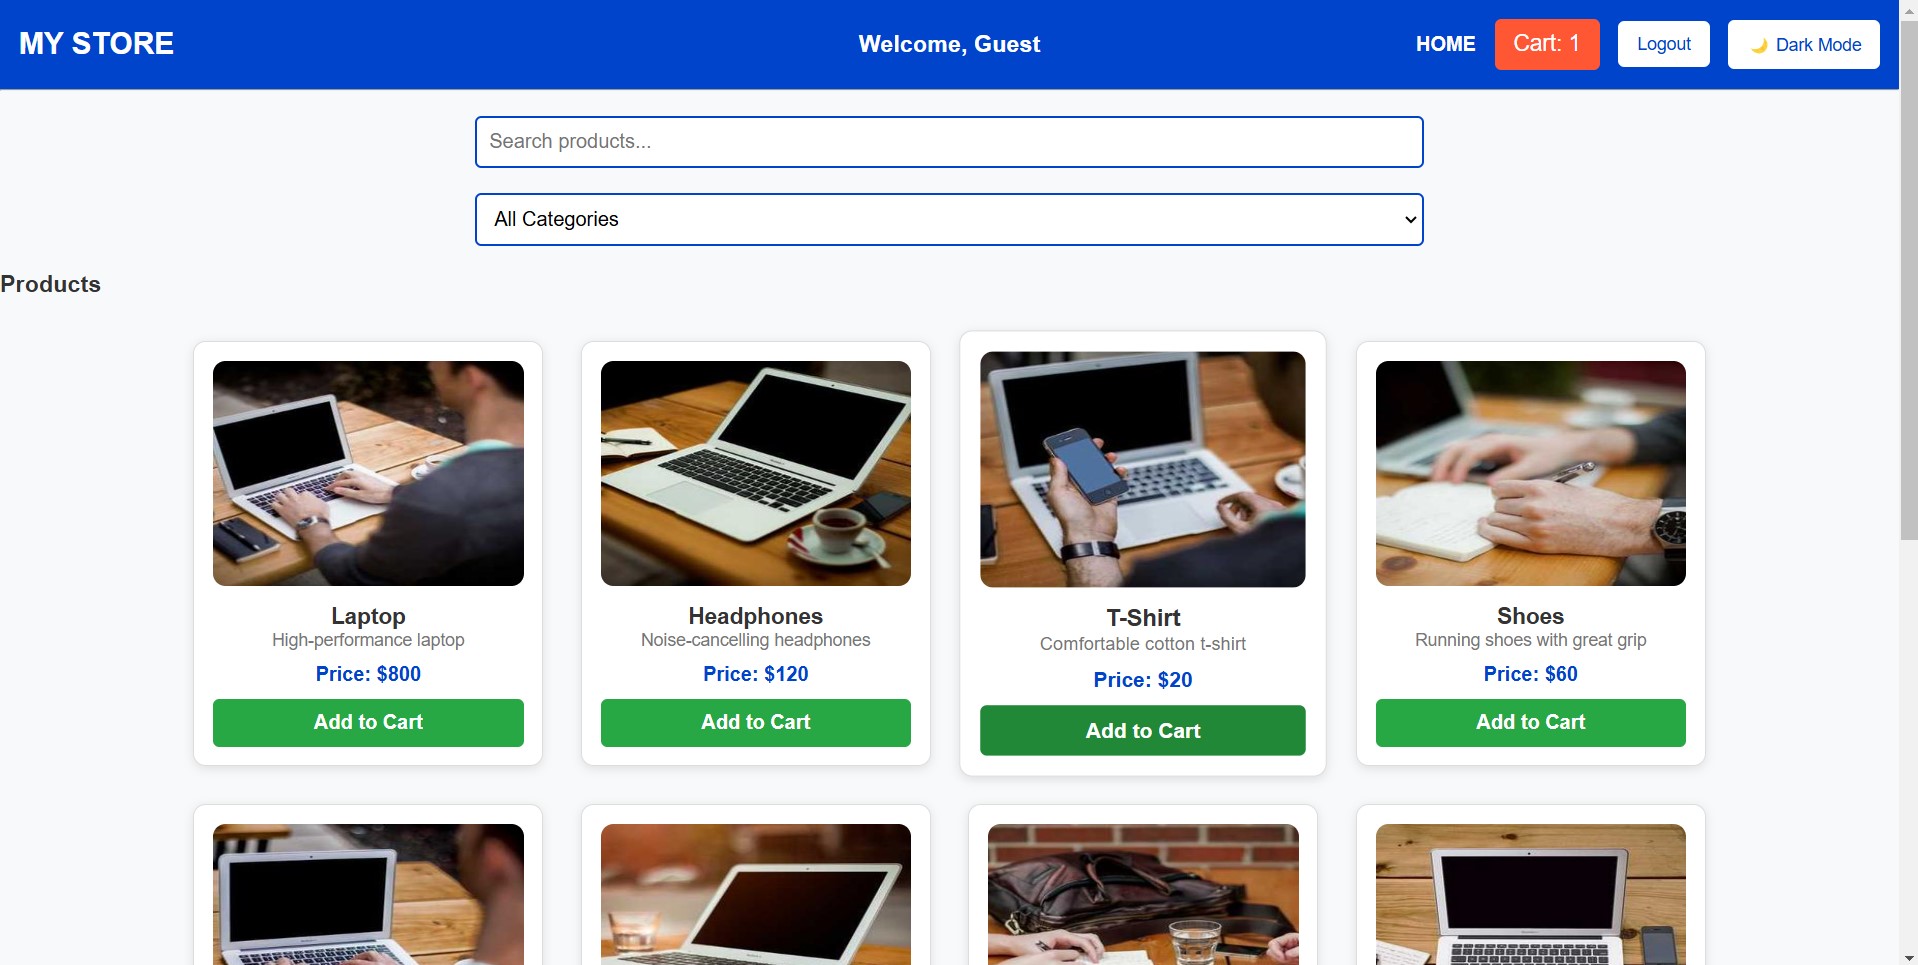 MY STORE
Welcome, Guest
HOME
Cart: 1
Logout
🌙 Dark Mode
Search products...
All Categories
Products
Laptop
High-performance laptop
Price: $800
Add to Cart
Headphones
Noise-cancelling headphones
Price: $120
Add to Cart
T-Shirt
Comfortable cotton t-shirt
Price: $20
Add to Cart
Shoes
Running shoes with great grip
Price: $60
Add to Cart